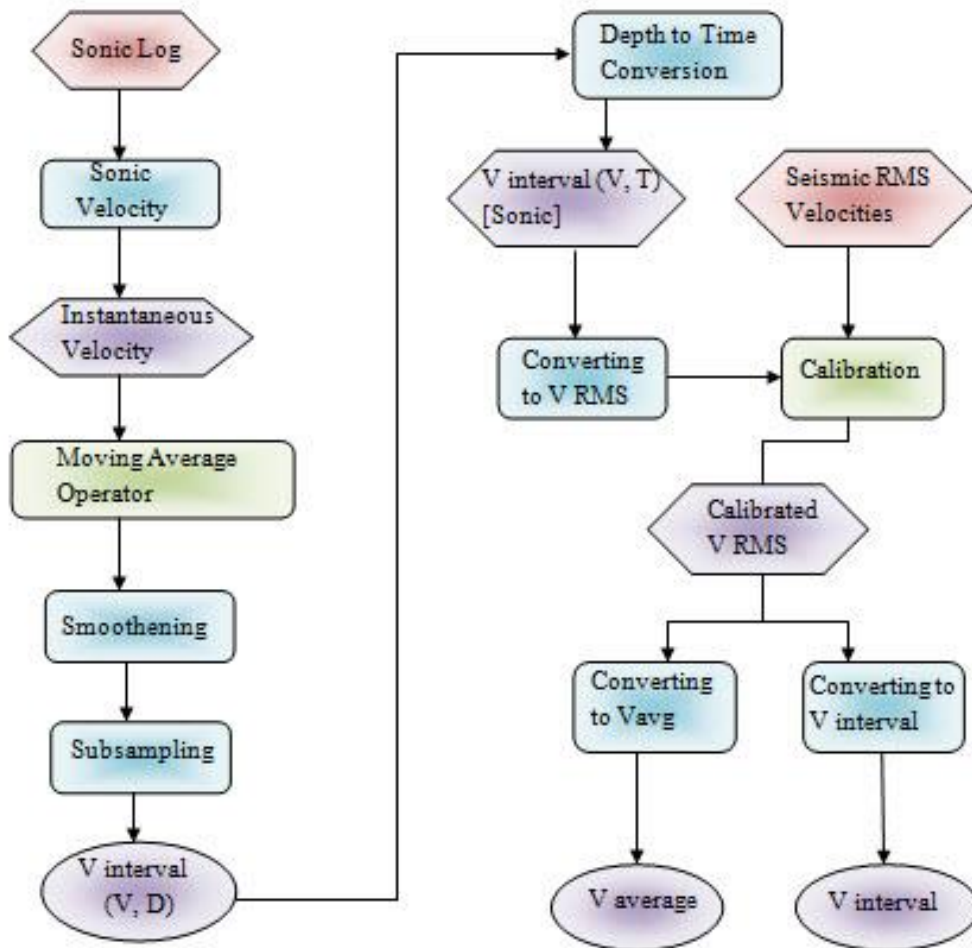 Sonic Log
Sonic
Velocity
Instantaneous
Velocity
Moving Average
Operator
Smoothening
Subsampling
V interval
(V, D)
Depth to Time
Conversion
V interval (V, T)
[Sonic]
Seismic RMS
Velocities
Converting
to V RMS
Calibration
Calibrated
V RMS
Converting
to Vavg
Converting to
V interval
V average
V interval